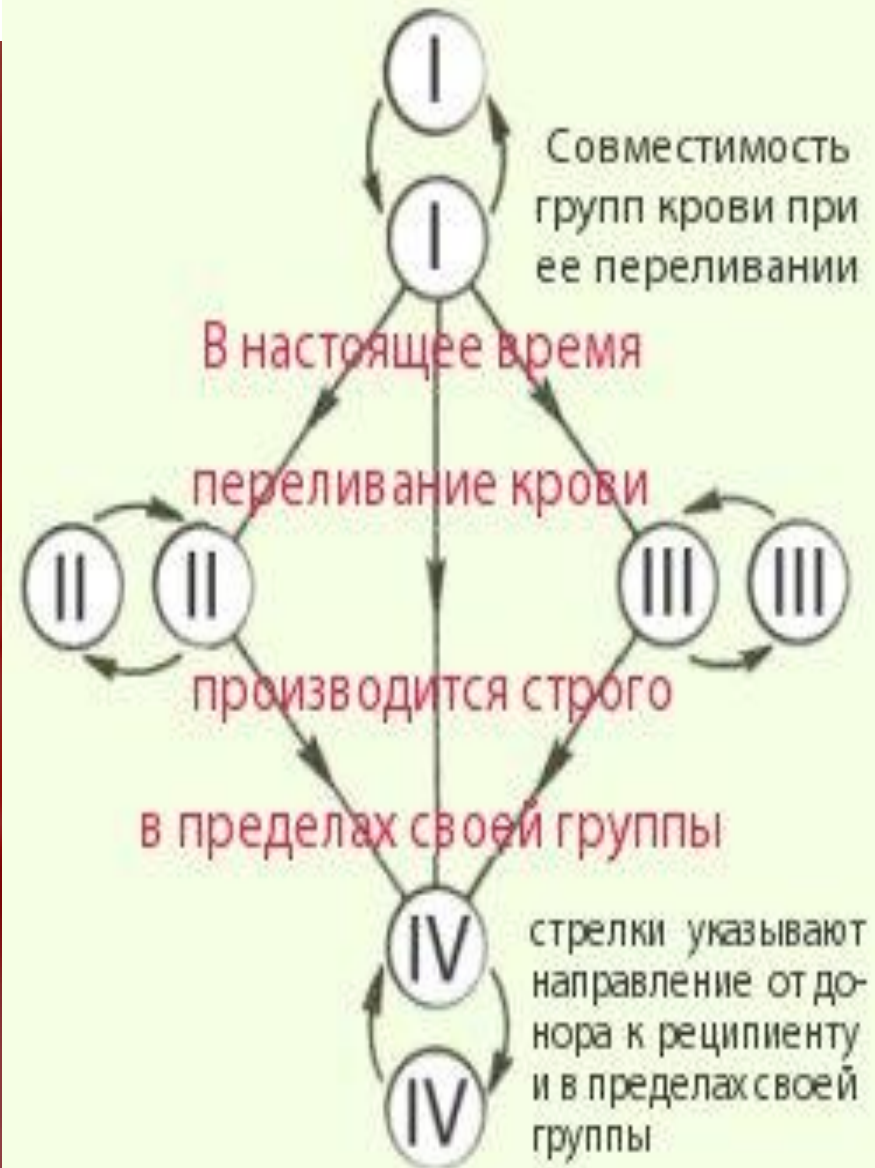 I
Совместимость
групп крови при
ее переливании
I
В настоящее время
переливание крови
II II III III
производится строго
в пределах своей группы
IV
стрелки указывают
направление от до-
нора к реципиенту
и в пределах своей
группы
IV